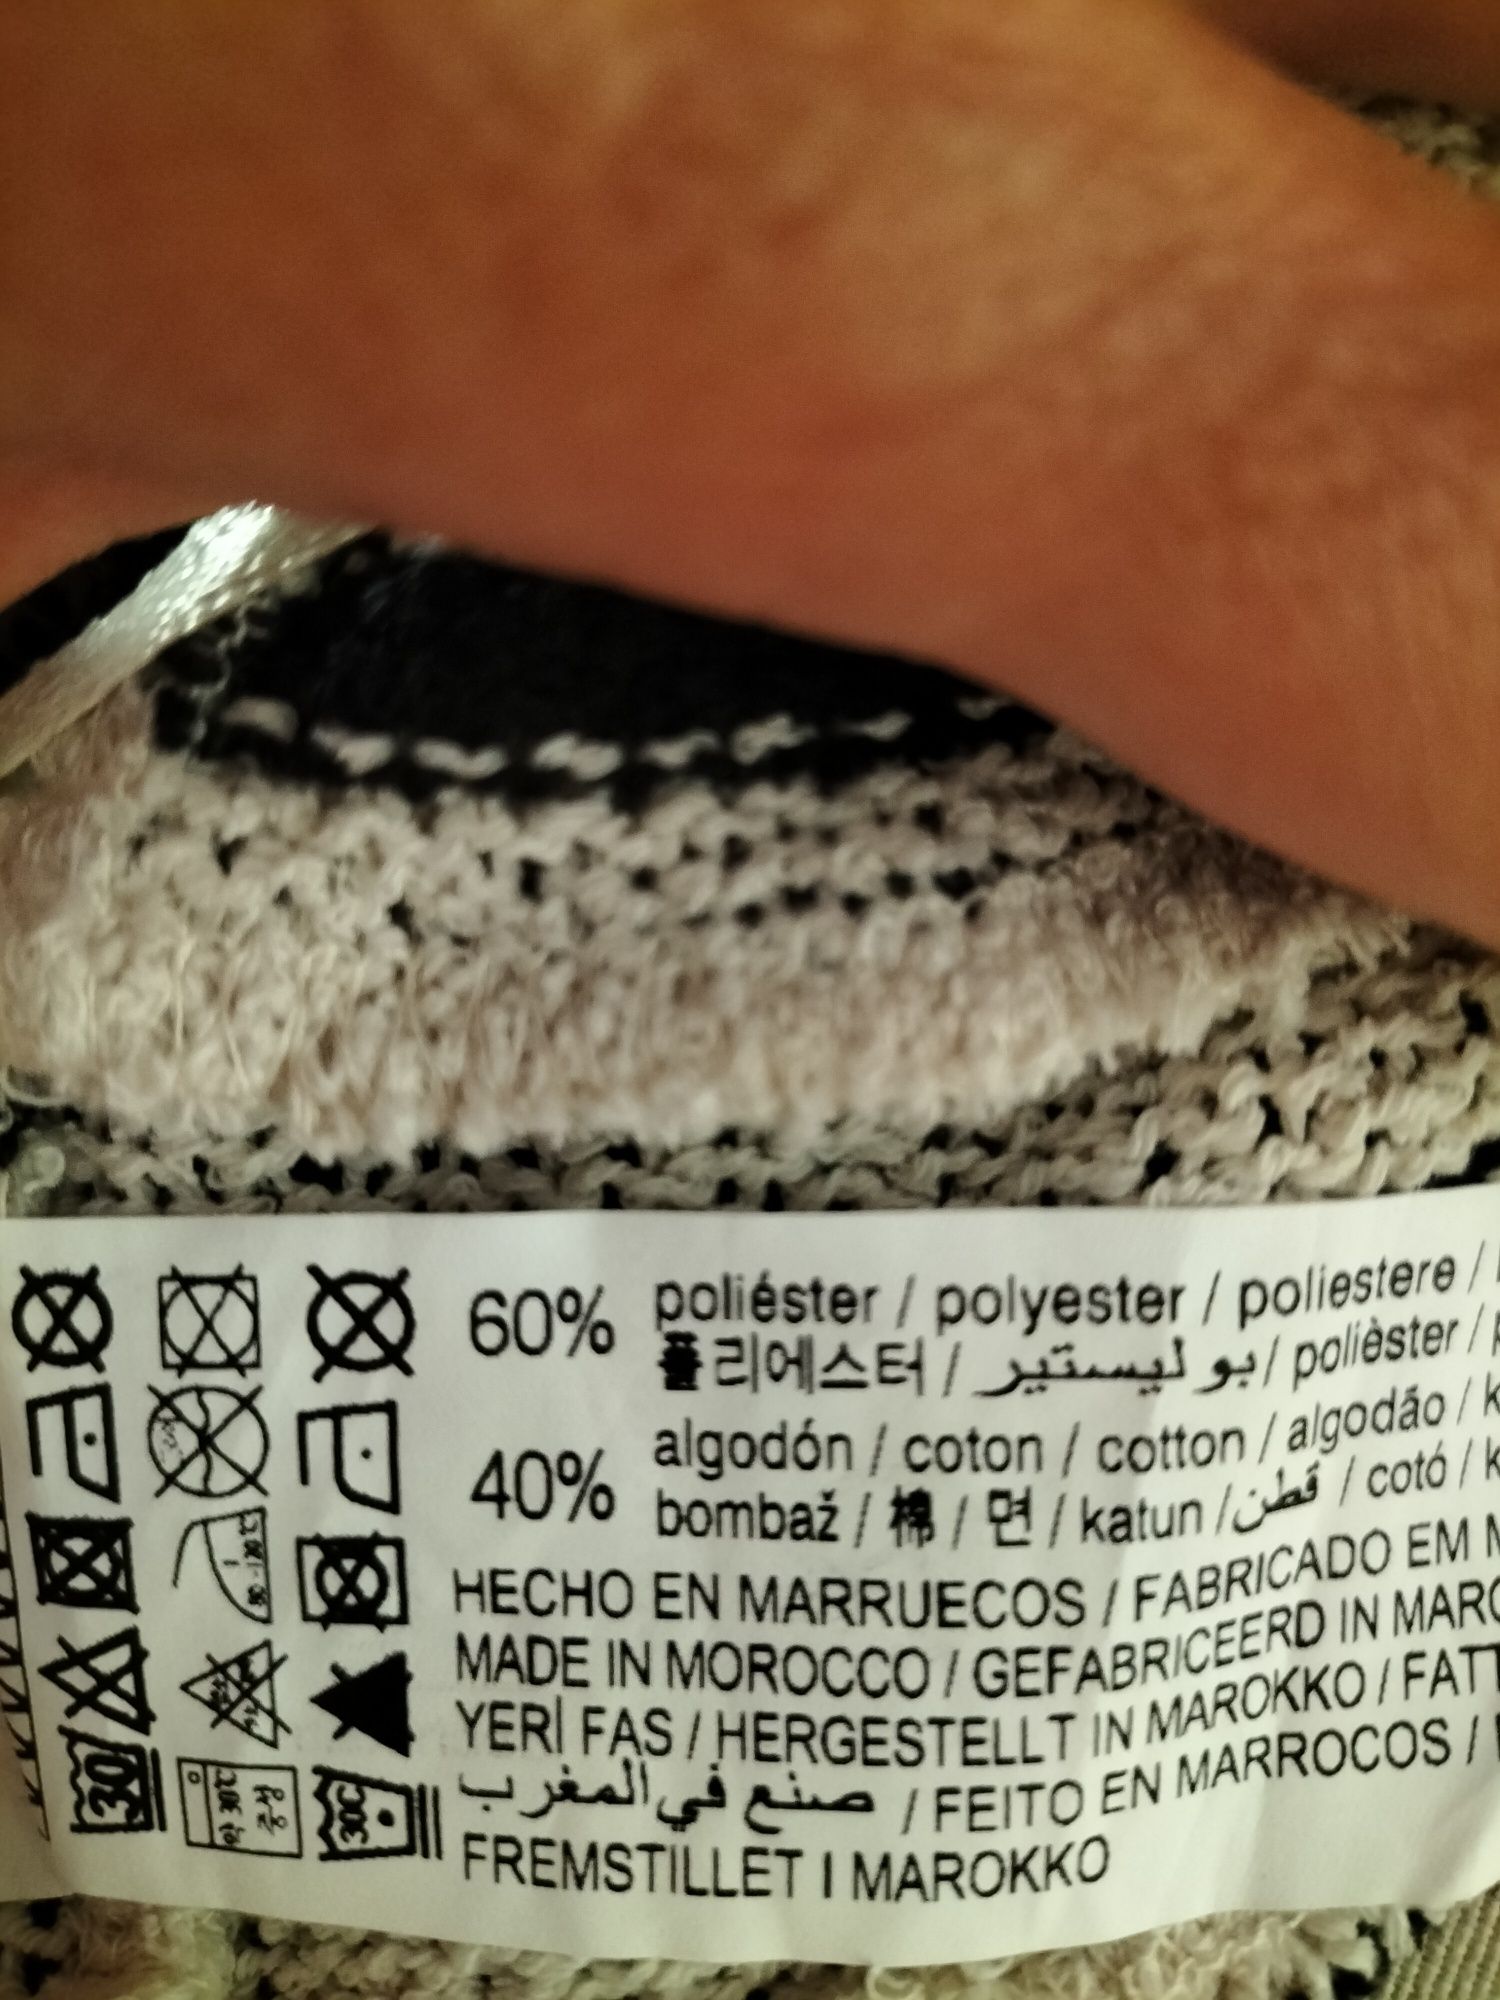 60% poliéster / polyester / poliestere /
폴리에스터 / بوليستير / polièster /
40% algodón / coton / cotton / algodão /
bombaž / 棉 / 면 / katun / قطن / cotó /
HECHO EN MARRUECOS / FABRICADO EM
MADE IN MOROCCO / GEFABRICEERD IN
YERİ FAS / HERGESTELLT IN MAROKKO /
صنع في المغرب / FEITO EN MARROCOS /
FREMSTILLET I MAROKKO
30
30C